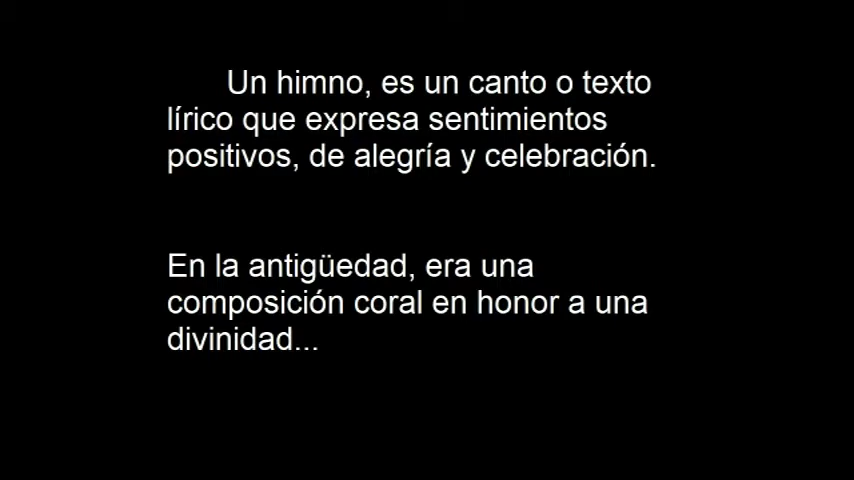 Un himno, es un canto o texto
lírico que expresa sentimientos
positivos, de alegría y celebración.
En la antigüedad, era una
composición coral en honor a una
divinidad...